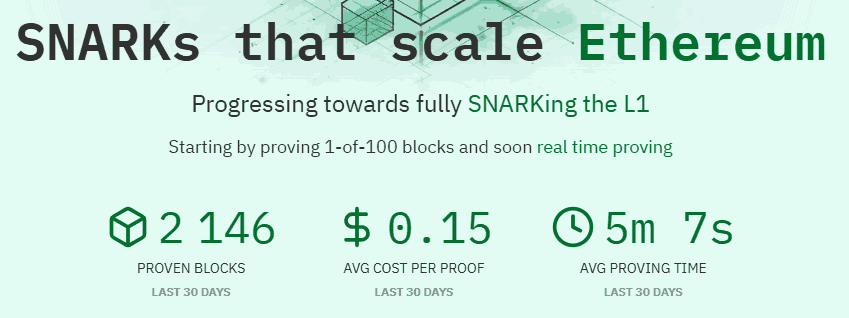 SNARKs that scale Ethereum
Progressing towards fully SNARKing the L1
Starting by proving 1-of-100 blocks and soon real time proving
2 146
PROVEN BLOCKS
LAST 30 DAYS
$ 0.15
AVG COST PER PROOF
LAST 30 DAYS
5m 7s
AVG PROVING TIME
LAST 30 DAYS